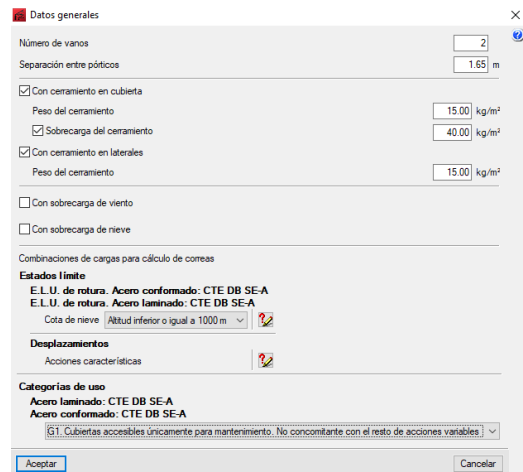 Datos generales
Número de vanos 2
Separación entre pórticos 1.65 m
Con cerramiento en cubierta
Peso del cerramiento 15.00 kg/m²
Sobrecarga del cerramiento 40.00 kg/m²
Con cerramiento en laterales
Peso del cerramiento 15.00 kg/m²
Con sobrecarga de viento
Con sobrecarga de nieve
Combinaciones de cargas para cálculo de correas
Estados límite
E.L.U. de rotura. Acero conformado: CTE DB SE-A
E.L.U. de rotura. Acero laminado: CTE DB SE-A
Cota de nieve Altitud inferior o igual a 1000 m
Desplazamientos
Acciones características
Categorías de uso
Acero laminado: CTE DB SE-A
Acero conformado: CTE DB SE-A
G1. Cubiertas accesibles únicamente para mantenimiento. No concomitante con el resto de acciones variables
Aceptar Cancelar